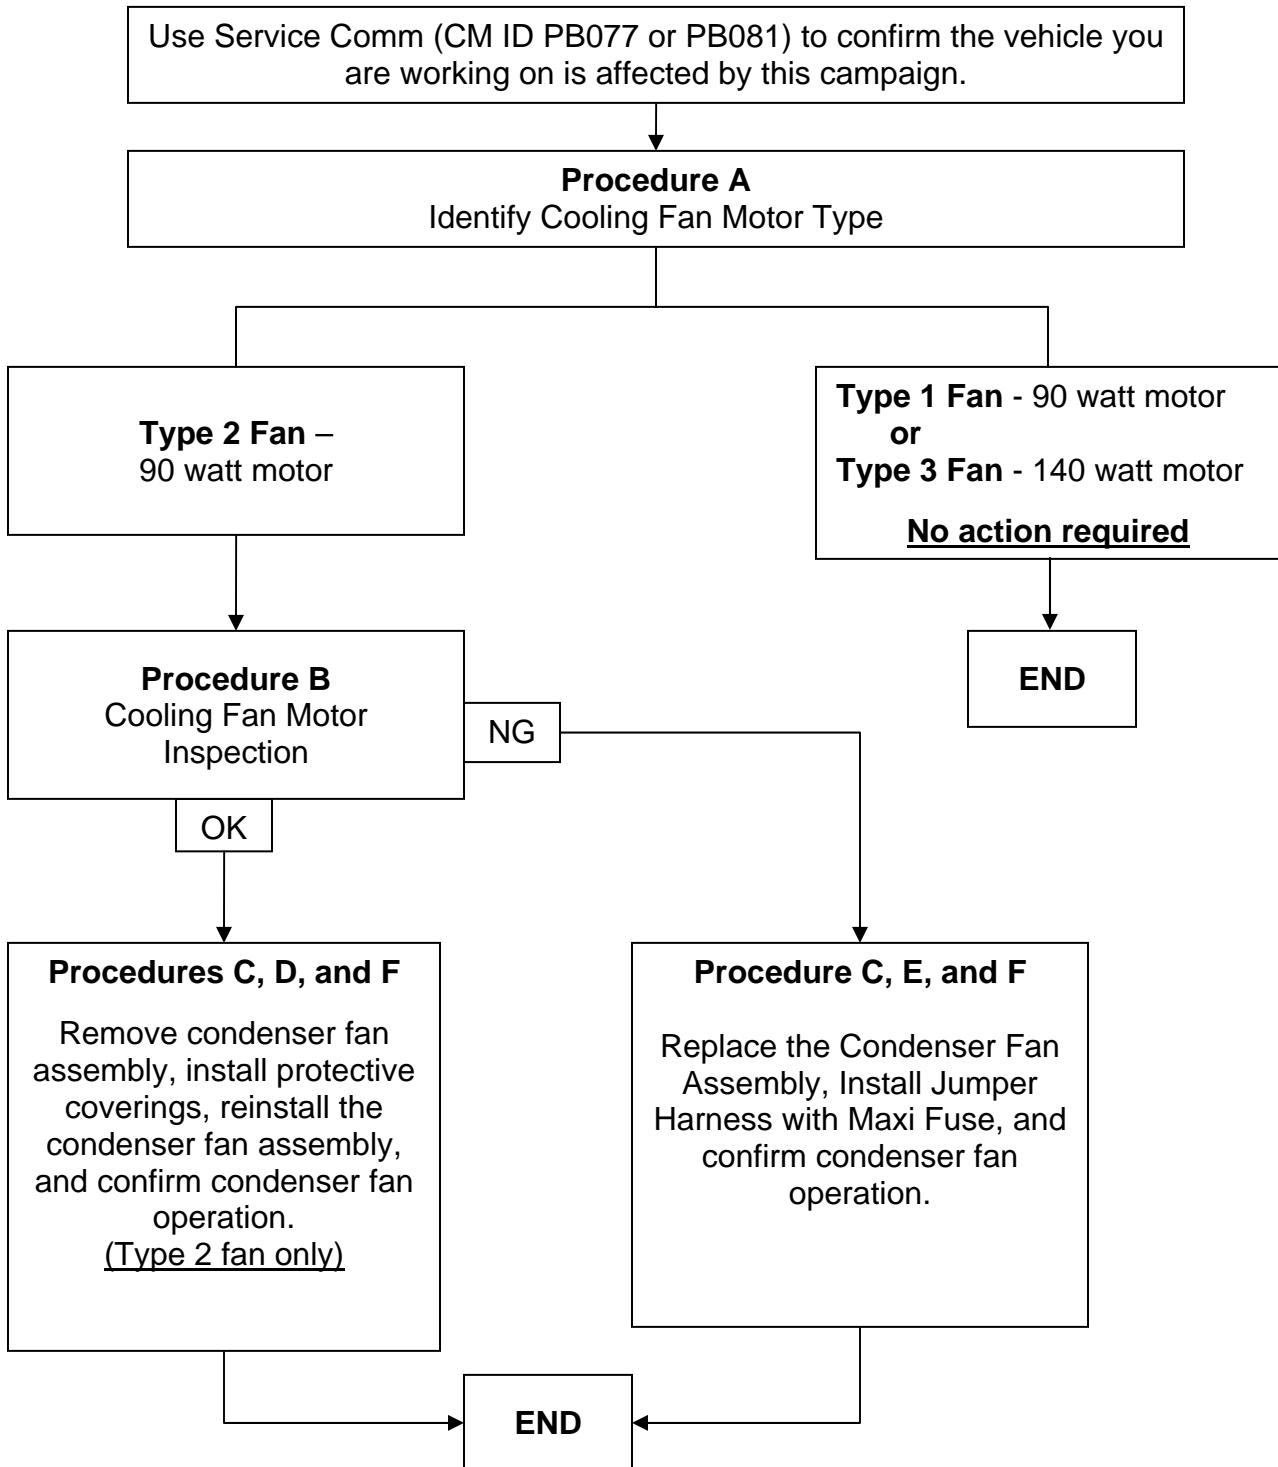 Use Service Comm (CM ID PB077 or PB081) to confirm the vehicle you
are working on is affected by this campaign.
Procedure A
Identify Cooling Fan Motor Type
Type 2 Fan –
90 watt motor
Type 1 Fan - 90 watt motor
or
Type 3 Fan - 140 watt motor
No action required
END
Procedure B
Cooling Fan Motor
Inspection
NG
OK
Procedures C, D, and F
Remove condenser fan
assembly, install protective
coverings, reinstall the
condenser fan assembly,
and confirm condenser fan
operation.
(Type 2 fan only)
Procedure C, E, and F
Replace the Condenser Fan
Assembly, Install Jumper
Harness with Maxi Fuse, and
confirm condenser fan
operation.
END